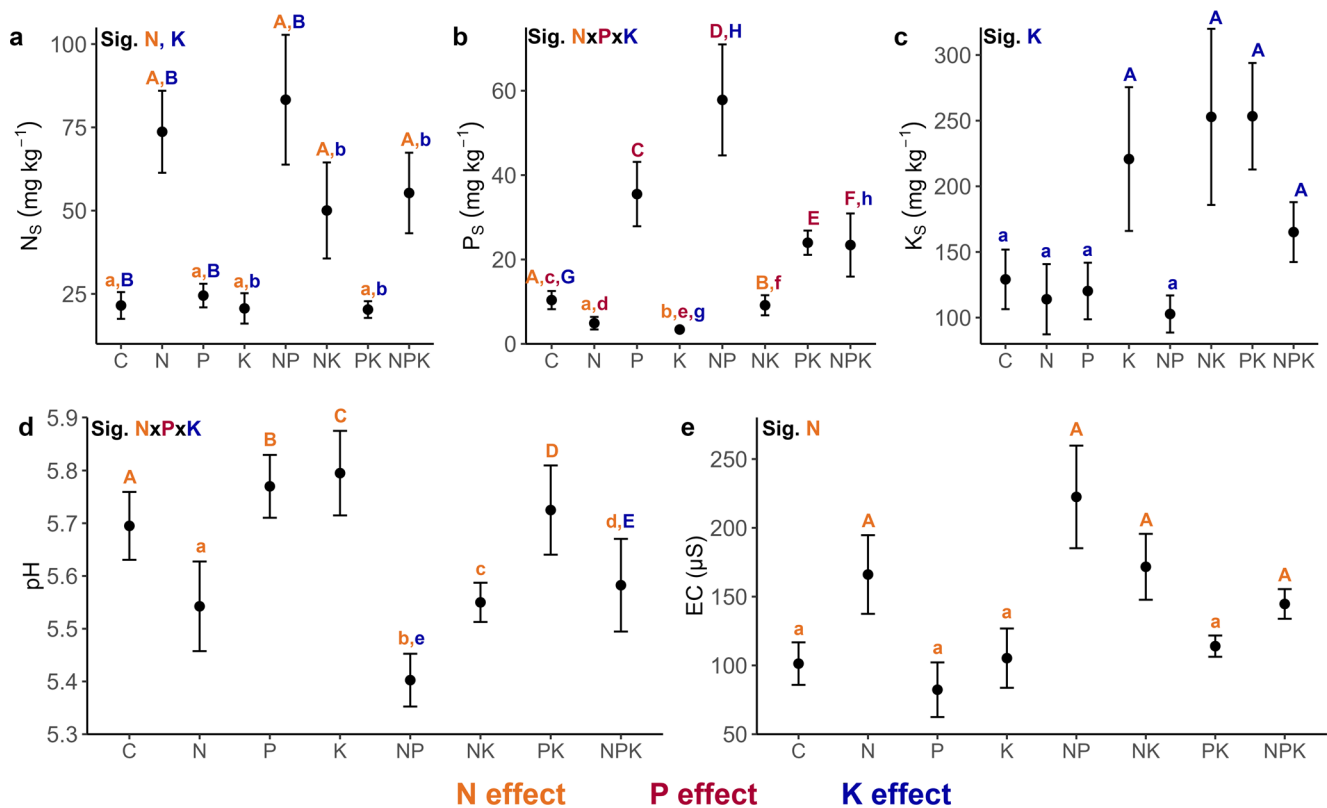 a
Sig. N, K
N_S (mg kg⁻¹)
100
75
50
25
a,B
A,B
a,B
a,b
A,B
A,b
a,b
A,b
C N P K NP NK PK NPK
b
Sig. NxPxK
P_S (mg kg⁻¹)
60
40
20
0
A,c,G
a,d
C
b,e,g
D,H
B,f
E
F,h
C N P K NP NK PK NPK
c
Sig. K
K_S (mg kg⁻¹)
300
250
200
150
100
a
a
a
A
a
A
A
A
C N P K NP NK PK NPK
d
Sig. NxPxK
pH
5.9
5.8
5.7
5.6
5.5
5.4
5.3
A
a
B
C
b,e
c
D
d,E
C N P K NP NK PK NPK
e
Sig. N
EC (µS)
250
200
150
100
50
a
A
a
a
A
A
a
A
C N P K NP NK PK NPK
N effect P effect K effect